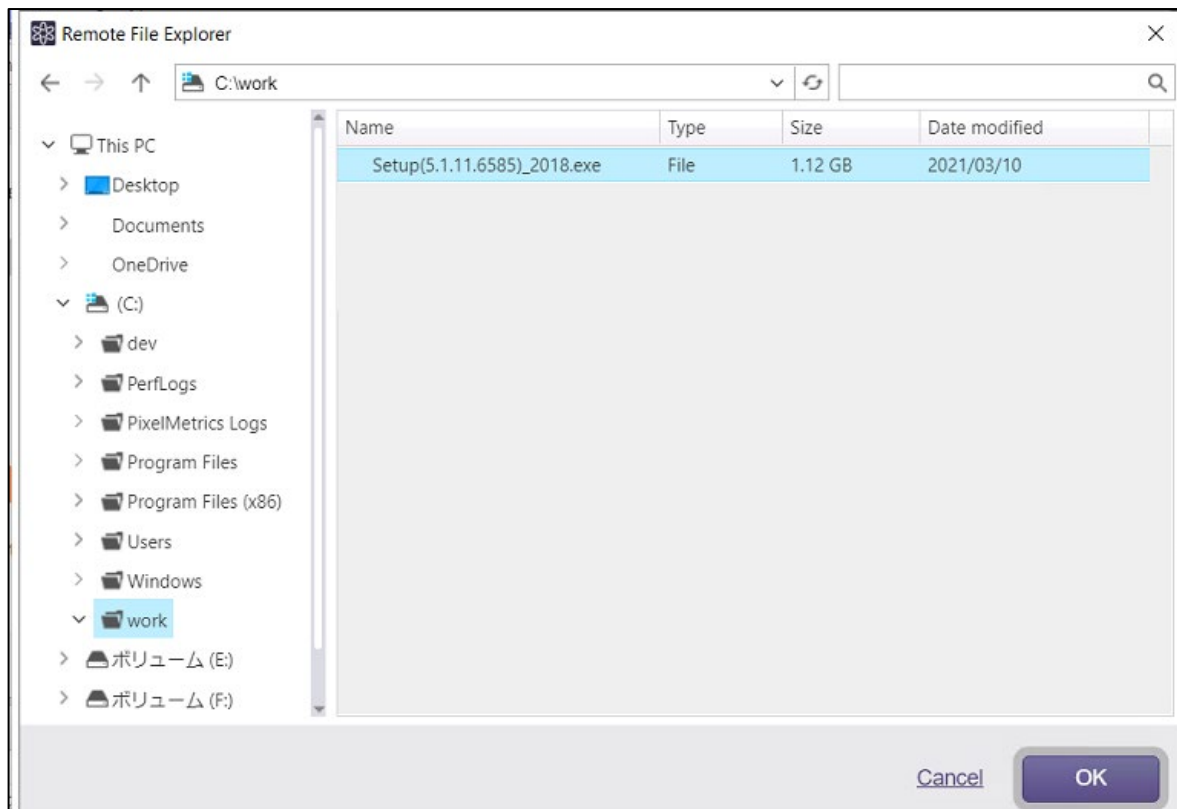 Remote File Explorer
C:\work
Name Type Size Date modified
Setup(5.1.11.6585)_2018.exe File 1.12 GB 2021/03/10
This PC
Desktop
Documents
OneDrive
(C:)
dev
PerfLogs
PixelMetrics Logs
Program Files
Program Files (x86)
Users
Windows
work
ボリューム (E:)
ボリューム (F:)
Cancel OK